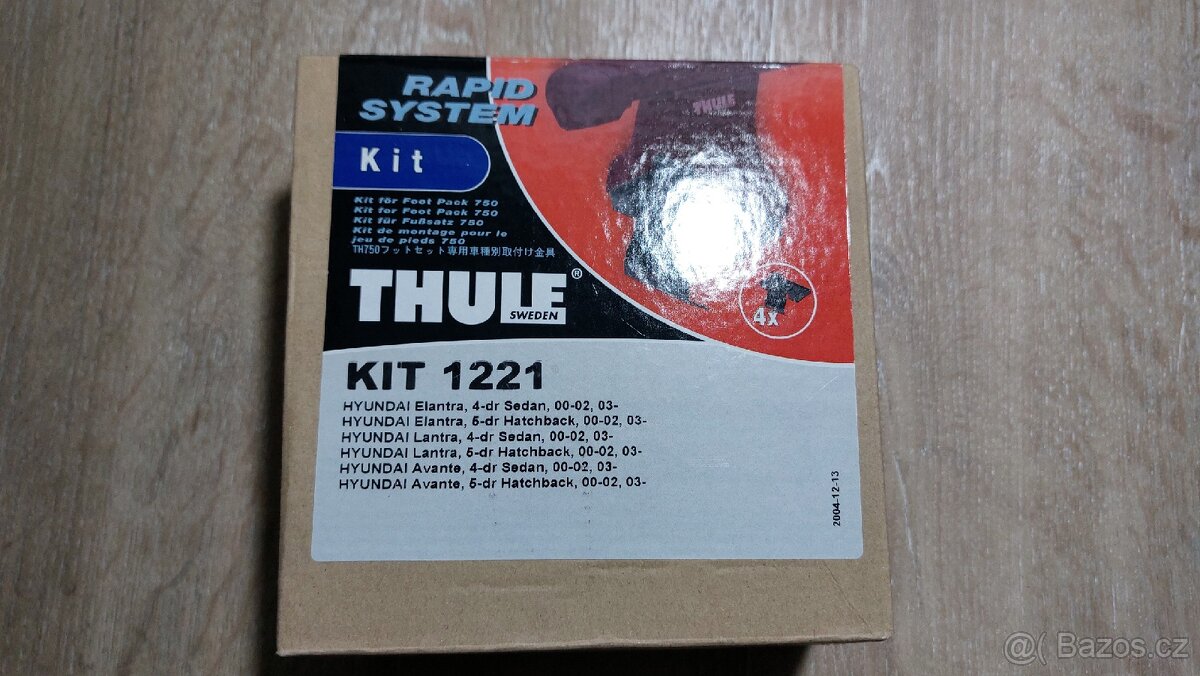 RAPID
SYSTEM
THULE
Kit
Kit för Foot Pack 750
Kit for Foot Pack 750
Kit für Fußsatz 750
Kit de montage pour le
jeu de pieds 750
TH750フットセット専用車種別取付け金具
THULE®
SWEDEN
4x
KIT 1221
HYUNDAI Elantra, 4-dr Sedan, 00-02, 03-
HYUNDAI Elantra, 5-dr Hatchback, 00-02, 03-
HYUNDAI Lantra, 4-dr Sedan, 00-02, 03-
HYUNDAI Lantra, 5-dr Hatchback, 00-02, 03-
HYUNDAI Avante, 4-dr Sedan, 00-02, 03-
HYUNDAI Avante, 5-dr Hatchback, 00-02, 03-
2004-12-13
@( Bazos.cz